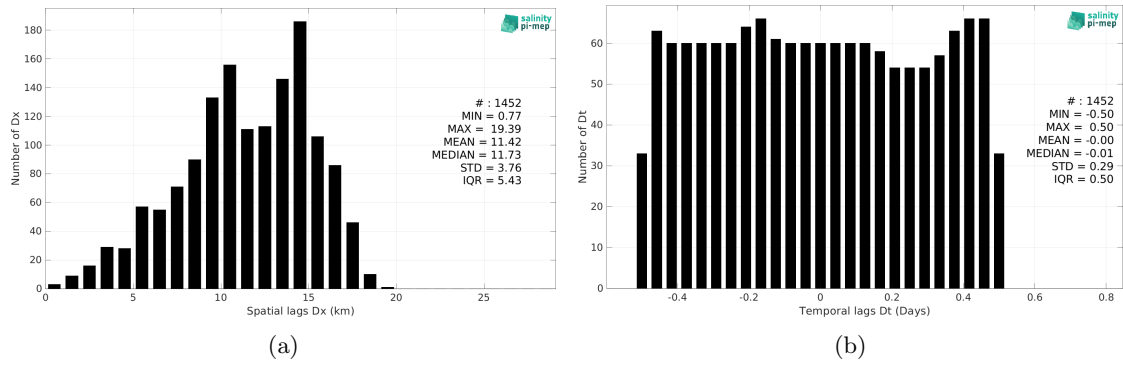 salinity
pi-mep
180
160
140
120
100
80
60
40
20
0
Number of Dx
# : 1452
MIN = 0.77
MAX = 19.39
MEAN = 11.42
MEDIAN = 11.73
STD = 3.76
IQR = 5.43
0 5 10 15 20 25
Spatial lags Dx (km)
(a)
salinity
pi-mep
60
50
40
30
20
10
0
Number of Dt
# : 1452
MIN = -0.50
MAX = 0.50
MEAN = -0.00
MEDIAN = -0.01
STD = 0.29
IQR = 0.50
-0.4 -0.2 0 0.2 0.4 0.6 0.8
Temporal lags Dt (Days)
(b)